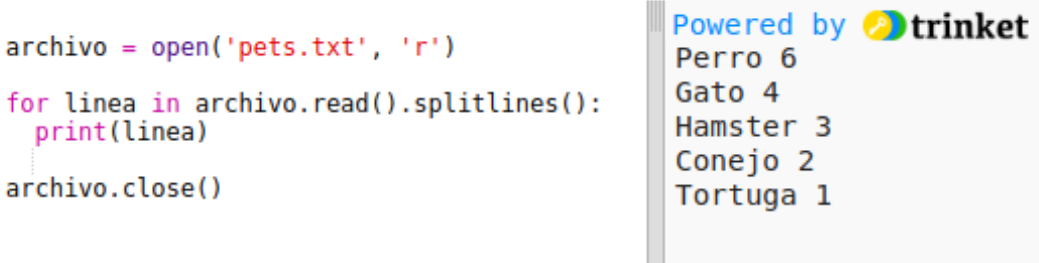 archivo = open('pets.txt', 'r')
for linea in archivo.read().splitlines():
  print(linea)
archivo.close()
Powered by trinket
Perro 6
Gato 4
Hamster 3
Conejo 2
Tortuga 1